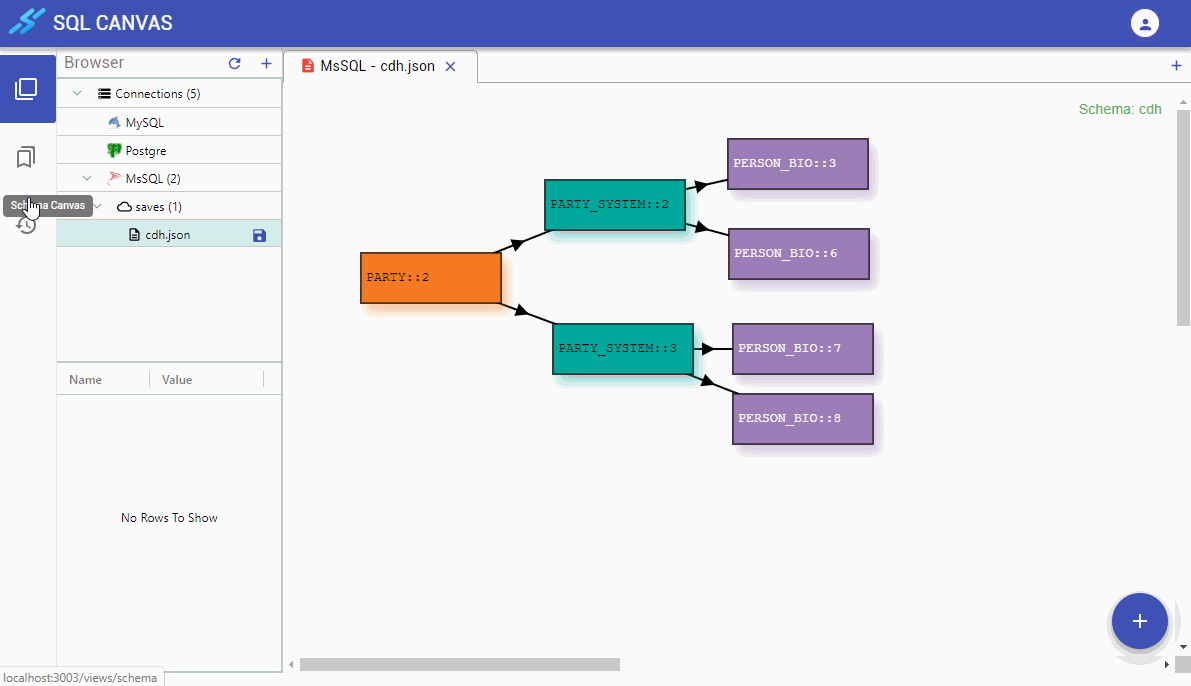 SQL CANVAS
Browser
MsSQL - cdh.json
Connections (5)
Schema: cdh
MySQL
Postgre
MsSQL (2)
Schema Canvas
saves (1)
cdh.json
PERSON_BIO::3
PARTY_SYSTEM::2
PERSON_BIO::6
PARTY::2
PARTY_SYSTEM::3
PERSON_BIO::7
PERSON_BIO::8
Name
Value
No Rows To Show
localhost:3003/views/schema